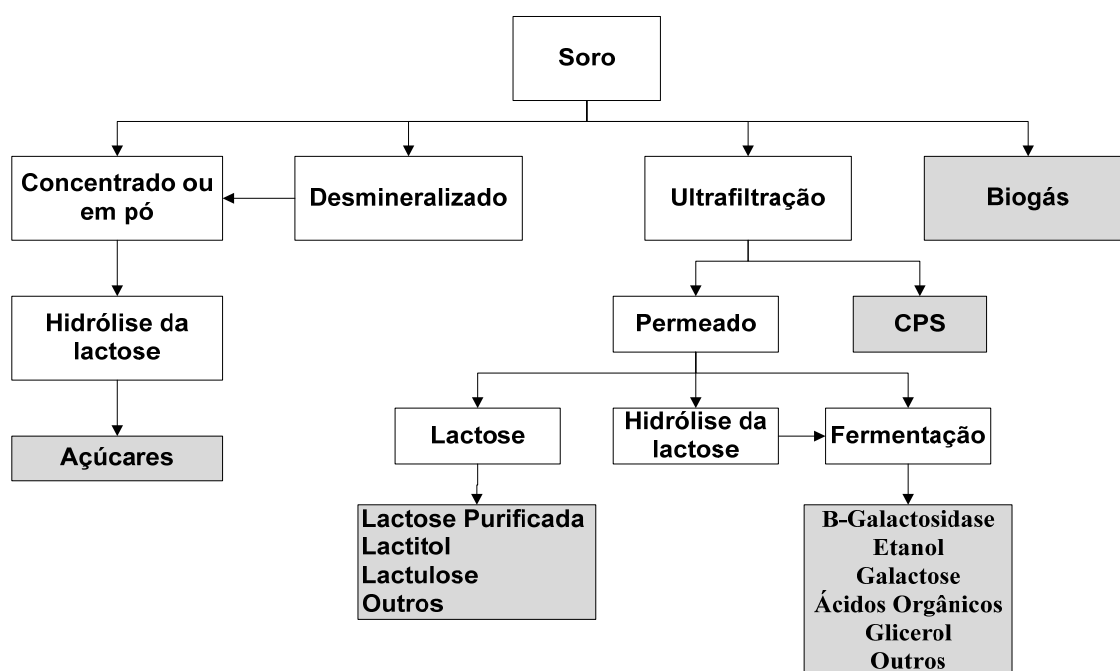 Soro
Concentrado ou
em pó
Desmineralizado
Ultrafiltração
Biogás
Hidrólise da
lactose
Permeado
CPS
Açúcares
Lactose
Hidrólise da
lactose
Fermentação
Lactose Purificada
Lactitol
Lactulose
Outros
B-Galactosidase
Etanol
Galactose
Ácidos Orgânicos
Glicerol
Outros